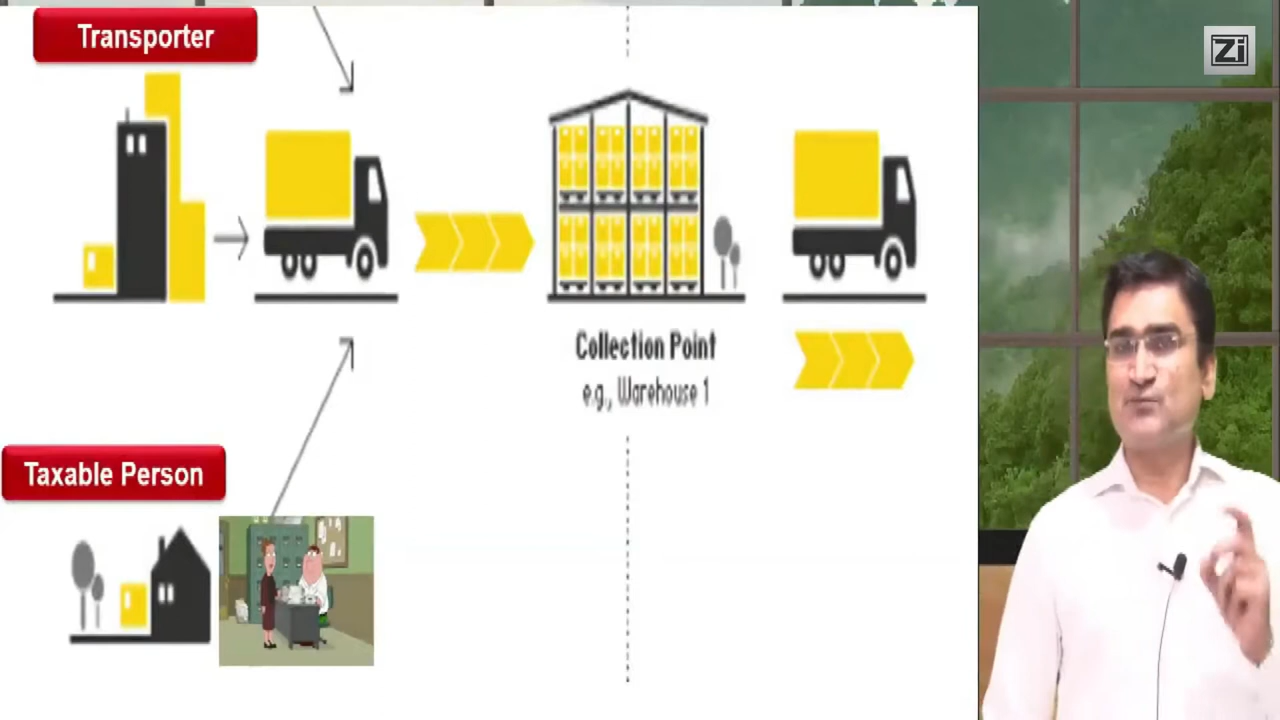 Transporter
Zi
Collection Point
e.g., Warehouse 1
Taxable Person